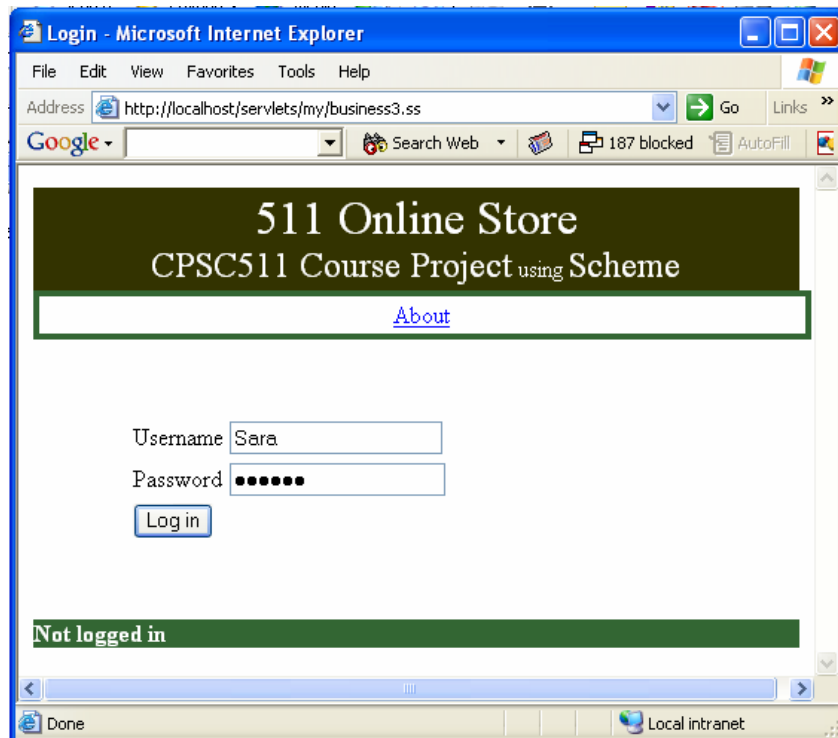 Login - Microsoft Internet Explorer
File Edit View Favorites Tools Help
Address http://localhost/servlets/my/business3.ss Go Links »
Google Search Web 187 blocked AutoFill
511 Online Store
CPSC511 Course Project using Scheme
About
Username Sara
Password ●●●●●●
Log in
Not logged in
Done Local intranet